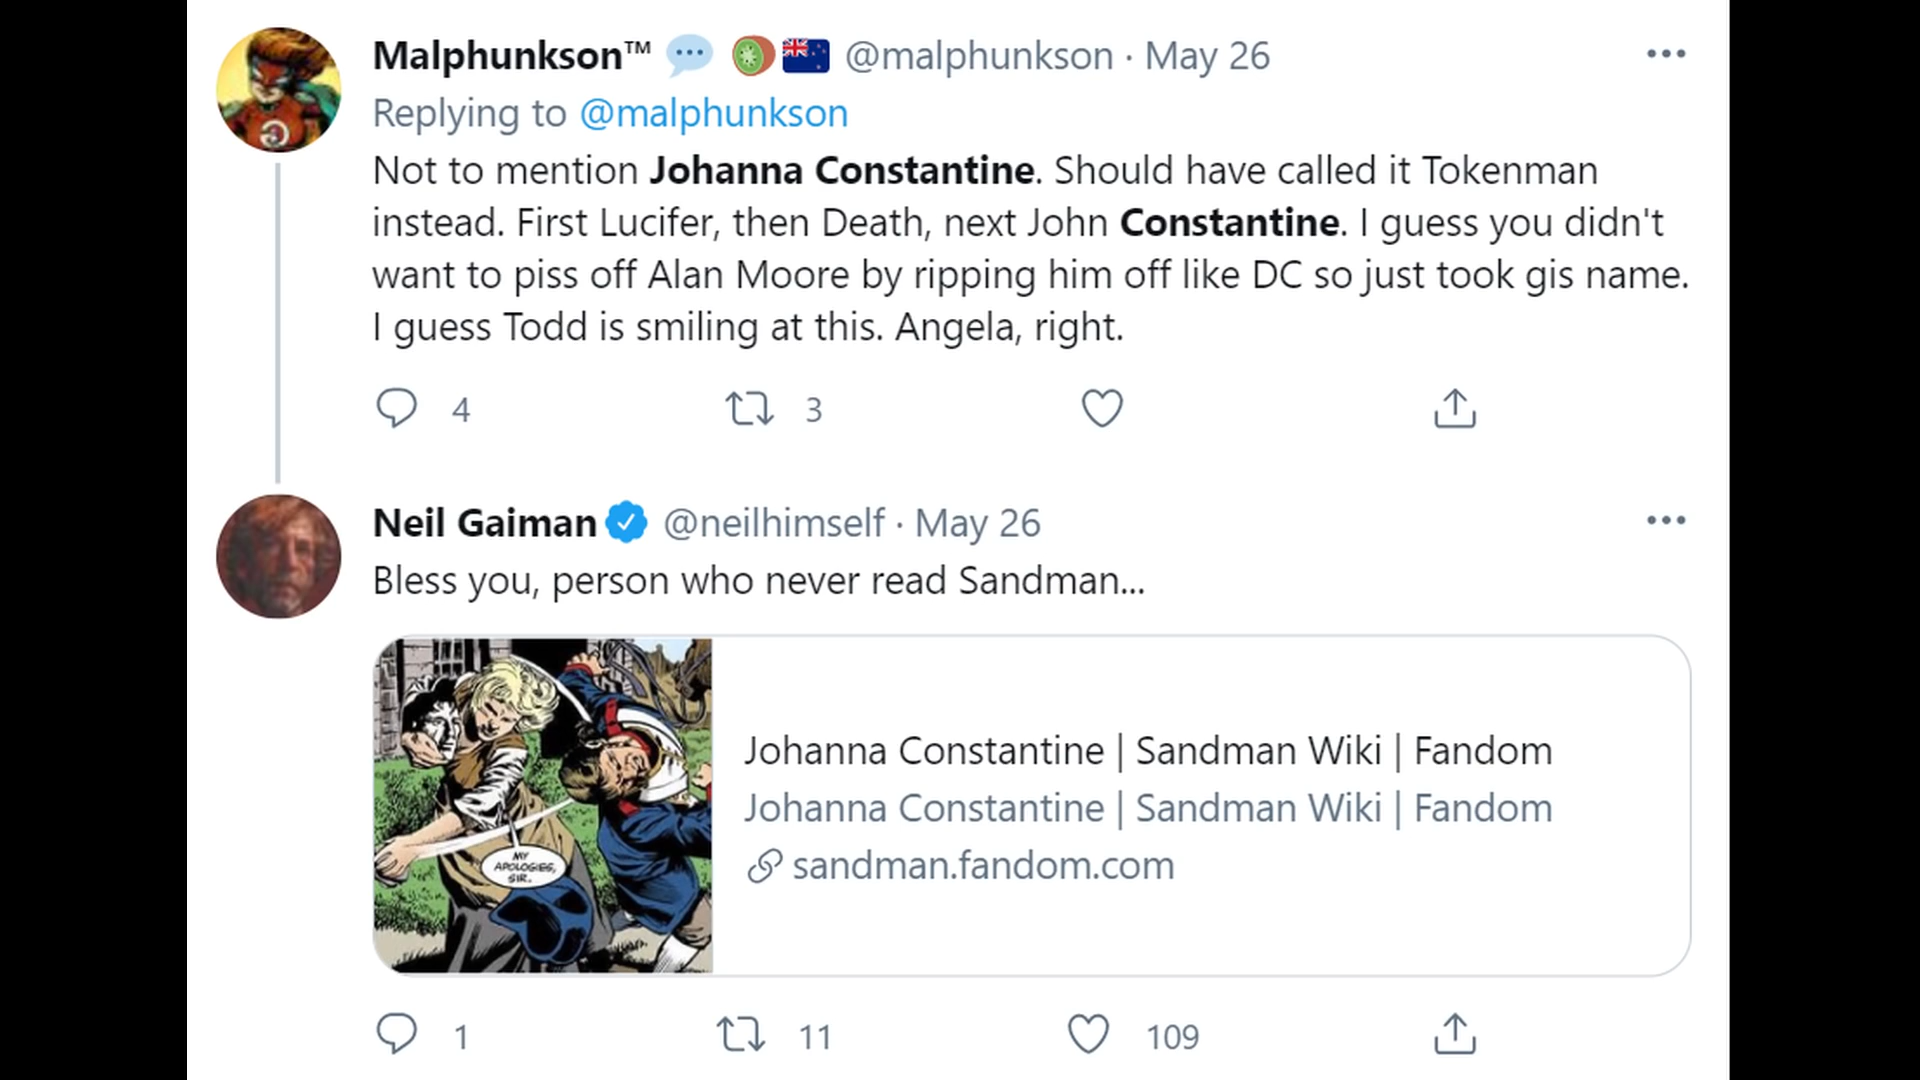 Malphunkson™ 💬 🥝🇳🇿 @malphunkson · May 26
Replying to @malphunkson
Not to mention Johanna Constantine. Should have called it Tokenman
instead. First Lucifer, then Death, next John Constantine. I guess you didn't
want to piss off Alan Moore by ripping him off like DC so just took gis name.
I guess Todd is smiling at this. Angela, right.
4 3
Neil Gaiman @neilhimself · May 26
Bless you, person who never read Sandman...
MY
APOLOGIES,
SIR.
Johanna Constantine | Sandman Wiki | Fandom
Johanna Constantine | Sandman Wiki | Fandom
sandman.fandom.com
1 11 109